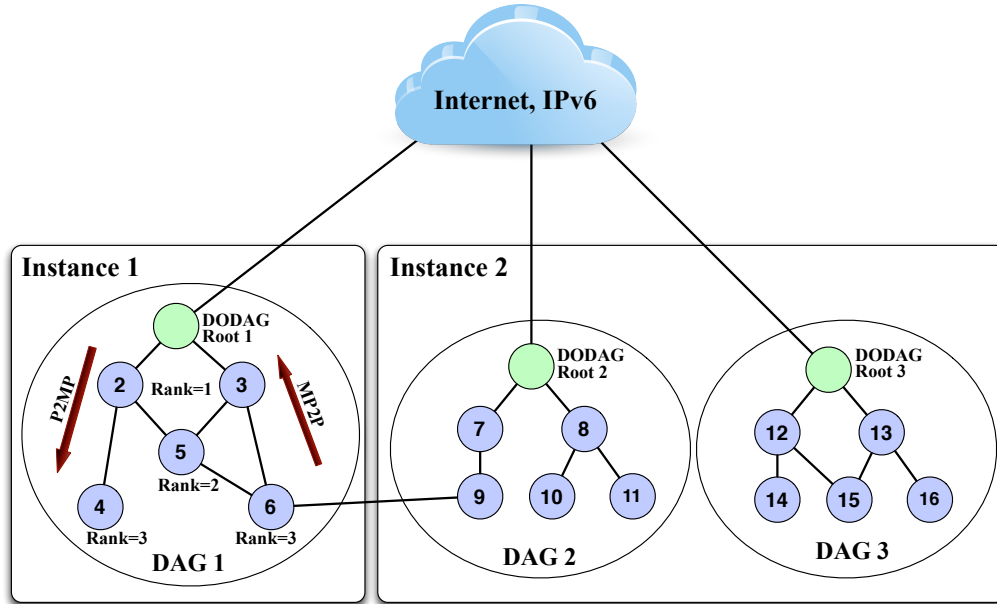 Internet, IPv6
Instance 1
Instance 2
DODAG
Root 1
DODAG
Root 2
DODAG
Root 3
P2MP
2
Rank=1
3
MP2P
5
Rank=2
4
Rank=3
6
Rank=3
DAG 1
7
8
9
10
11
DAG 2
12
13
14
15
16
DAG 3